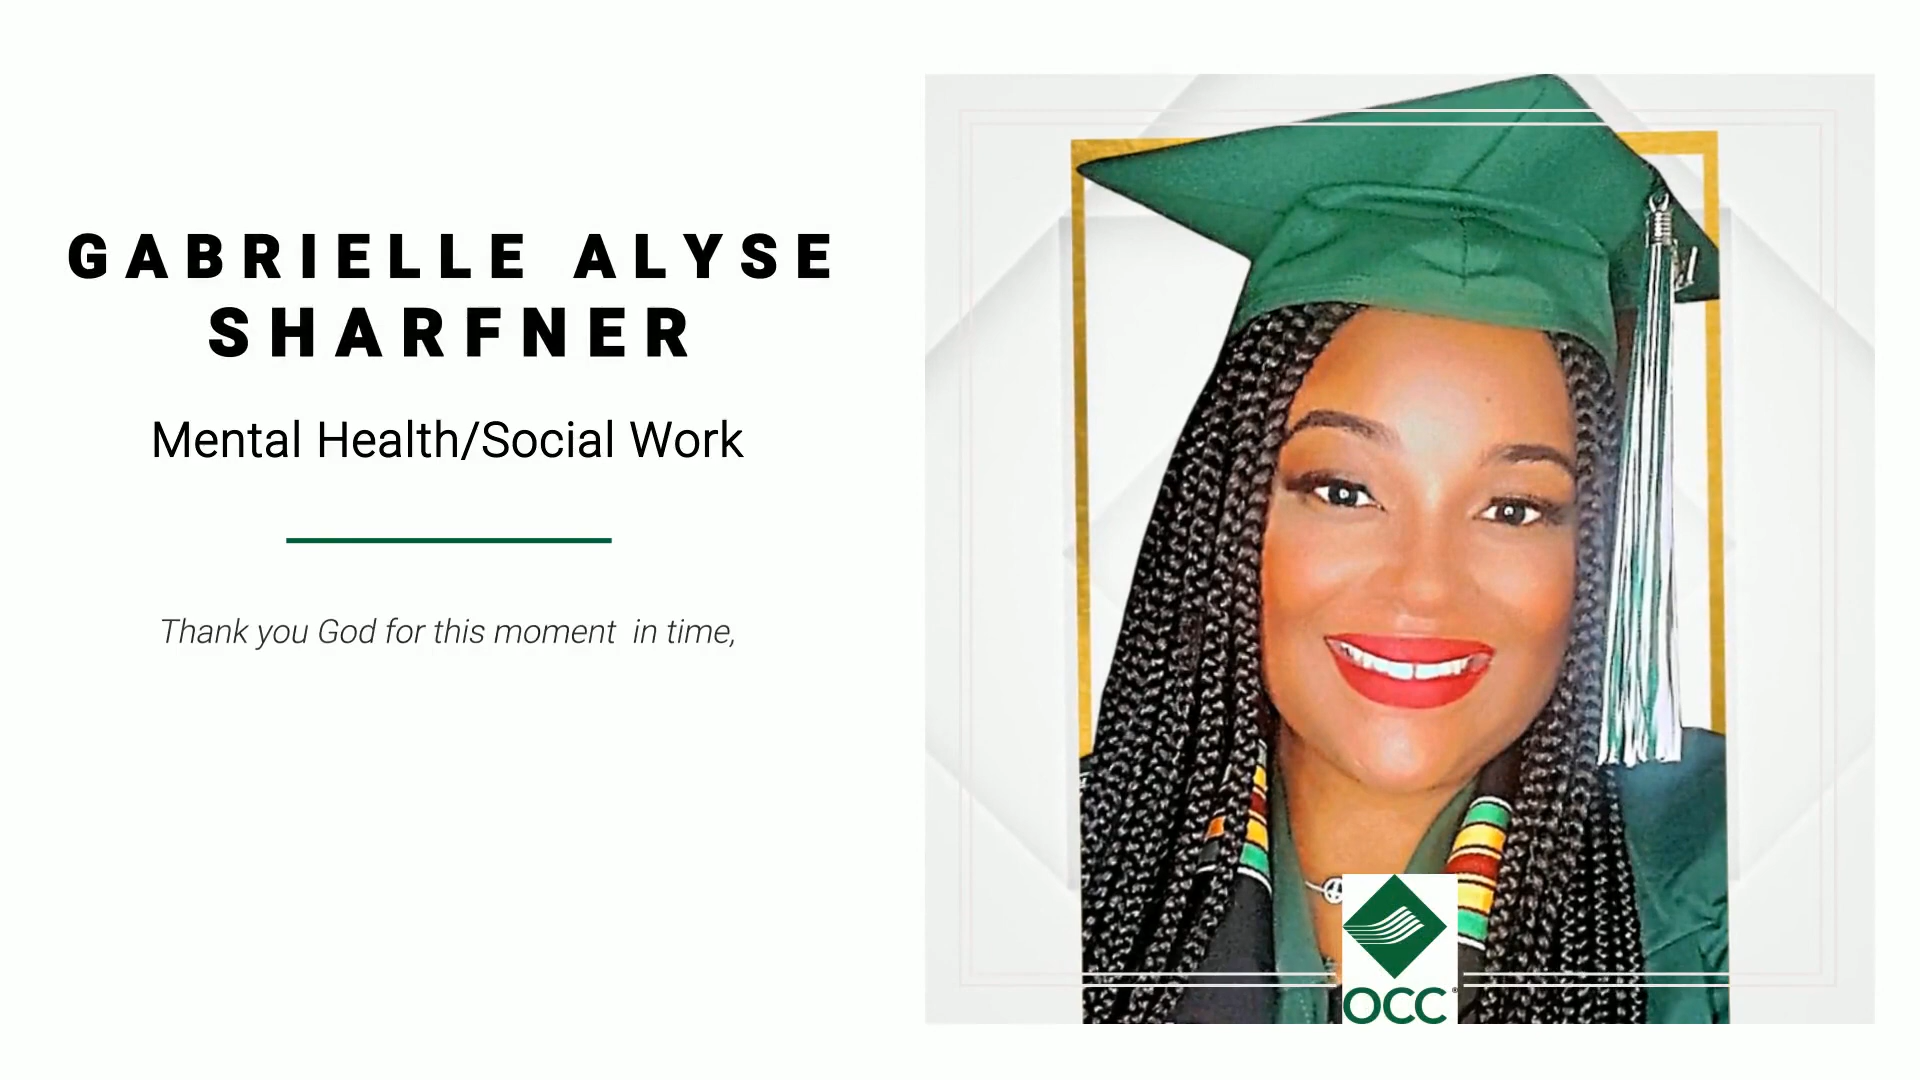 GABRIELLE ALYSE
SHARFNER
Mental Health/Social Work
Thank you God for this moment  in time,
OCC